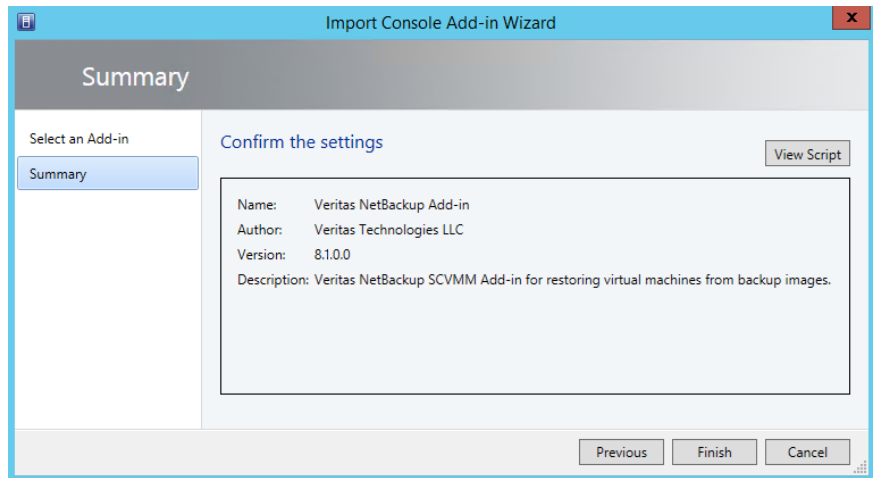 Import Console Add-in Wizard
x
Summary
Select an Add-in
Summary
Confirm the settings
View Script
Name: Veritas NetBackup Add-in
Author: Veritas Technologies LLC
Version: 8.1.0.0
Description: Veritas NetBackup SCVMM Add-in for restoring virtual machines from backup images.
Previous Finish Cancel